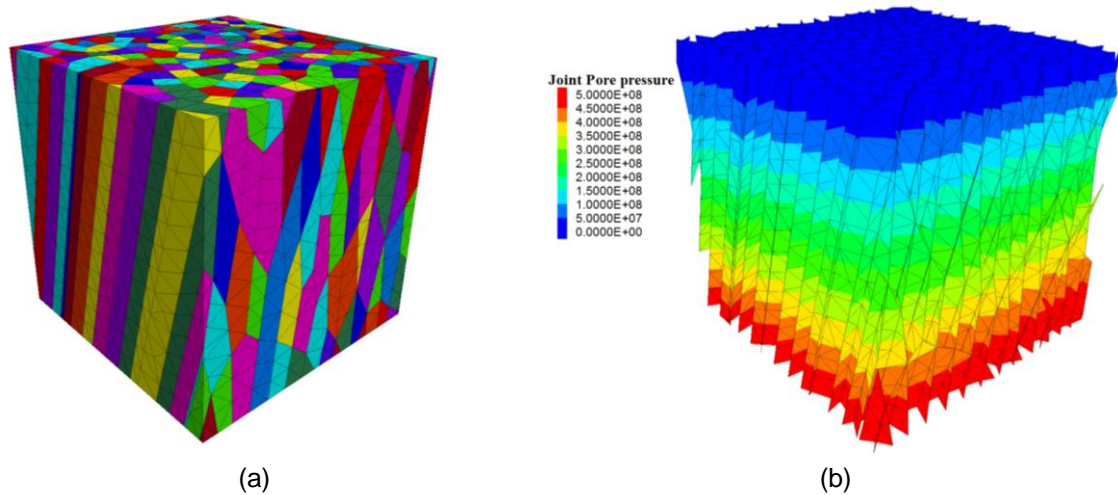 Joint Pore pressure
5.0000E+08
4.5000E+08
4.0000E+08
3.5000E+08
3.0000E+08
2.5000E+08
2.0000E+08
1.5000E+08
1.0000E+08
5.0000E+07
0.0000E+00
(a)
(b)